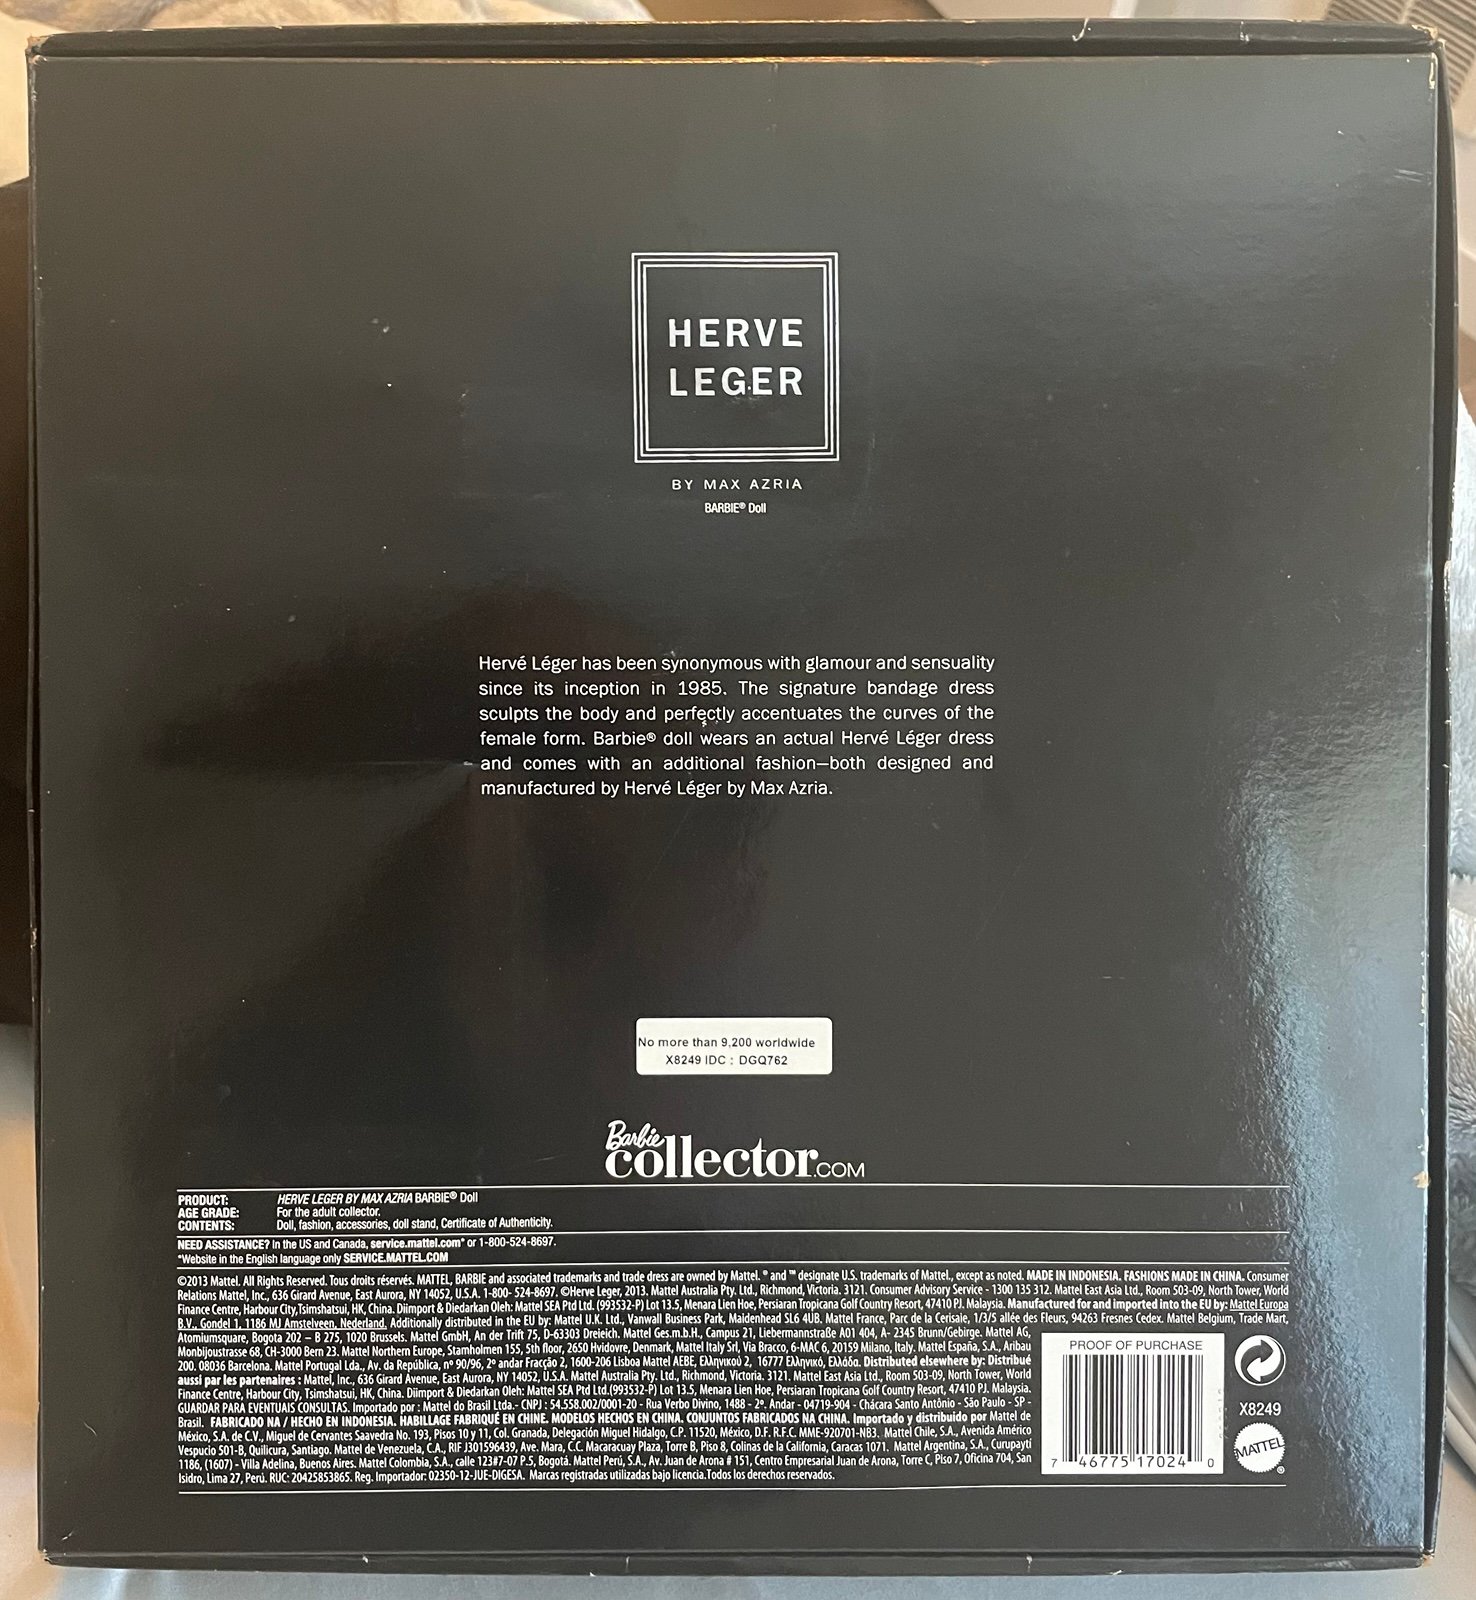 HERVE
LEGER
BY MAX AZRIA
BARBIE® Doll
Hervé Léger has been synonymous with glamour and sensuality
since its inception in 1985. The signature bandage dress
sculpts the body and perfectly accentuates the curves of the
female form. Barbie® doll wears an actual Hervé Léger dress
and comes with an additional fashion—both designed and
manufactured by Hervé Léger by Max Azria.
No more than 9,200 worldwide
X8249 IDC : DGQ762
Barbie
collector.COM
PRODUCT: HERVE LEGER BY MAX AZRIA BARBIE® Doll
AGE GRADE: For the adult collector.
CONTENTS: Doll, fashion, accessories, doll stand, Certificate of Authenticity.
NEED ASSISTANCE? In the US and Canada, service.mattel.com* or 1-800-524-8697.
*Website in the English language only SERVICE.MATTEL.COM
©2013 Mattel. All Rights Reserved. Tous droits réservés. MATTEL, BARBIE and associated trademarks and trade dress are owned by Mattel. ® and ™ designate U.S. trademarks of Mattel., except as noted. MADE IN INDONESIA. FASHIONS MADE IN CHINA. Consumer
Relations Mattel, Inc., 636 Girard Avenue, East Aurora, NY 14052, U.S.A. 1-800- 524-8697. ©Herve Leger, 2013. Mattel Australia Pty. Ltd., Richmond, Victoria. 3121. Consumer Advisory Service - 1300 135 312. Mattel East Asia Ltd., Room 503-09, North Tower, World
Finance Centre, Harbour City,Tsimshatsui, HK, China. Diimport & Diedarkan Oleh: Mattel SEA Ptd Ltd.(993532-P) Lot 13.5, Menara Lien Hoe, Persiaran Tropicana Golf Country Resort, 47410 PJ. Malaysia. Manufactured for and imported into the EU by: Mattel Europa
B.V., Gondel 1, 1186 MJ Amstelveen, Nederland. Additionally distributed in the EU by: Mattel U.K. Ltd., Vanwall Business Park, Maidenhead SL6 4UB. Mattel France, Parc de la Cerisaie, 1/3/5 allée des Fleurs, 94263 Fresnes Cedex. Mattel Belgium, Trade Mart,
Atomiumsquare, Bogota 202 – B 275, 1020 Brussels. Mattel GmbH, An der Trift 75, D-63303 Dreieich. Mattel Ges.m.b.H., Campus 21, Liebermannstraße A01 404, A- 2345 Brunn/Gebirge. Mattel AG,
Monbijoustrasse 68, CH-3000 Bern 23. Mattel Northern Europe, Stamholmen 155, 5th floor, 2650 Hvidovre, Denmark, Mattel Italy Srl, Via Bracco, 6-MAC 6, 20159 Milano, Italy. Mattel España, S.A., Aribau
200. 08036 Barcelona. Mattel Portugal Lda., Av. da República, nº 90/96, 2º andar Fracção 2, 1600-206 Lisboa Mattel AEBE, Ελληνικού 2, 16777 Ελληνικό, Ελλάδα. Distributed elsewhere by: Distribué
aussi par les partenaires : Mattel, Inc., 636 Girard Avenue, East Aurora, NY 14052, U.S.A. Mattel Australia Pty. Ltd., Richmond, Victoria. 3121. Mattel East Asia Ltd., Room 503-09, North Tower, World
Finance Centre, Harbour City, Tsimshatsui, HK, China. Diimport & Diedarkan Oleh: Mattel SEA Ptd Ltd.(993532-P) Lot 13.5, Menara Lien Hoe, Persiaran Tropicana Golf Country Resort, 47410 PJ. Malaysia.
GUARDAR PARA EVENTUAIS CONSULTAS. Importado por : Mattel do Brasil Ltda.- CNPJ : 54.558.002/0001-20 - Rua Verbo Divino, 1488 - 2º. Andar - 04719-904 - Chácara Santo Antônio - São Paulo - SP -
Brasil. FABRICADO NA / HECHO EN INDONESIA. HABILLAGE FABRIQUÉ EN CHINE. MODELOS HECHOS EN CHINA. CONJUNTOS FABRICADOS NA CHINA. Importado y distribuido por Mattel de
México, S.A. de C.V., Miguel de Cervantes Saavedra No. 193, Pisos 10 y 11, Col. Granada, Delegación Miguel Hidalgo, C.P. 11520, México, D.F. R.F.C. MME-920701-NB3. Mattel Chile, S.A., Avenida Américo
Vespucio 501-B, Quilicura, Santiago. Mattel de Venezuela, C.A., RIF J301596439, Ave. Mara, C.C. Macaracuay Plaza, Torre B, Piso 8, Colinas de la California, Caracas 1071. Mattel Argentina, S.A., Curupaytí
1186, (1607) - Villa Adelina, Buenos Aires. Mattel Colombia, S.A., calle 123#7-07 P.5, Bogotá. Mattel Perú, S.A., Av. Juan de Arona # 151, Centro Empresarial Juan de Arona, Torre C, Piso 7, Oficina 704, San
Isidro, Lima 27, Perú. RUC: 20425853865. Reg. Importador: 02350-12-JUE-DIGESA. Marcas registradas utilizadas bajo licencia.Todos los derechos reservados.
PROOF OF PURCHASE
7 46775 17024 0
X8249
MATTEL®